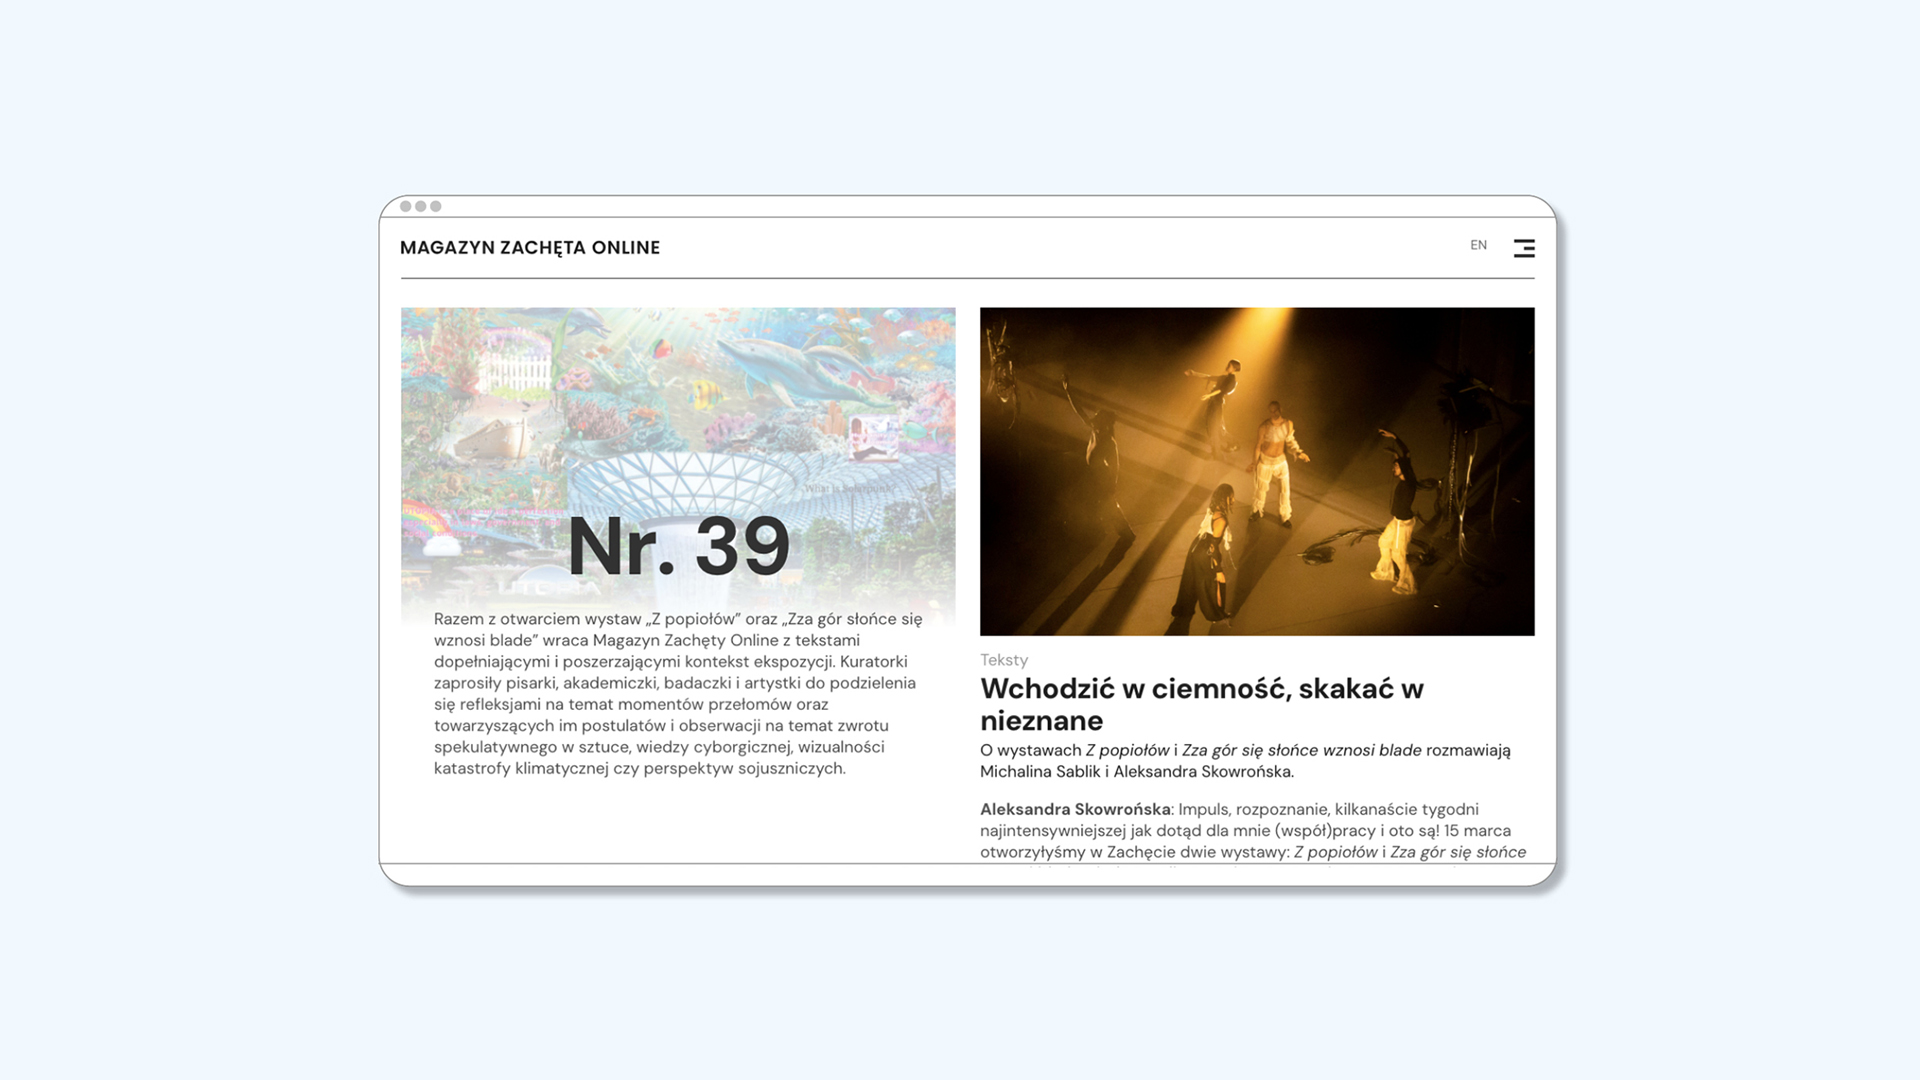 MAGAZYN ZACHĘTA ONLINE
EN
What is Solarpunk?
Nr. 39
Razem z otwarciem wystaw „Z popiołów” oraz „Zza gór słońce się
wznosi blade” wraca Magazyn Zachęty Online z tekstami
dopełniającymi i poszerzającymi kontekst ekspozycji. Kuratorki
zaprosiły pisarki, akademiczki, badaczki i artystki do podzielenia
się refleksjami na temat momentów przełomów oraz
towarzyszących im postulatów i obserwacji na temat zwrotu
spekulatywnego w sztuce, wiedzy cyborgicznej, wizualności
katastrofy klimatycznej czy perspektyw sojuszniczych.
Teksty
Wchodzić w ciemność, skakać w
nieznane
O wystawach Z popiołów i Zza gór się słońce wznosi blade rozmawiają
Michalina Sablik i Aleksandra Skowrońska.
Aleksandra Skowrońska: Impuls, rozpoznanie, kilkanaście tygodni
najintensywniejszej jak dotąd dla mnie (współ)pracy i oto są! 15 marca
otworzyłyśmy w Zachęcie dwie wystawy: Z popiołów i Zza gór się słońce